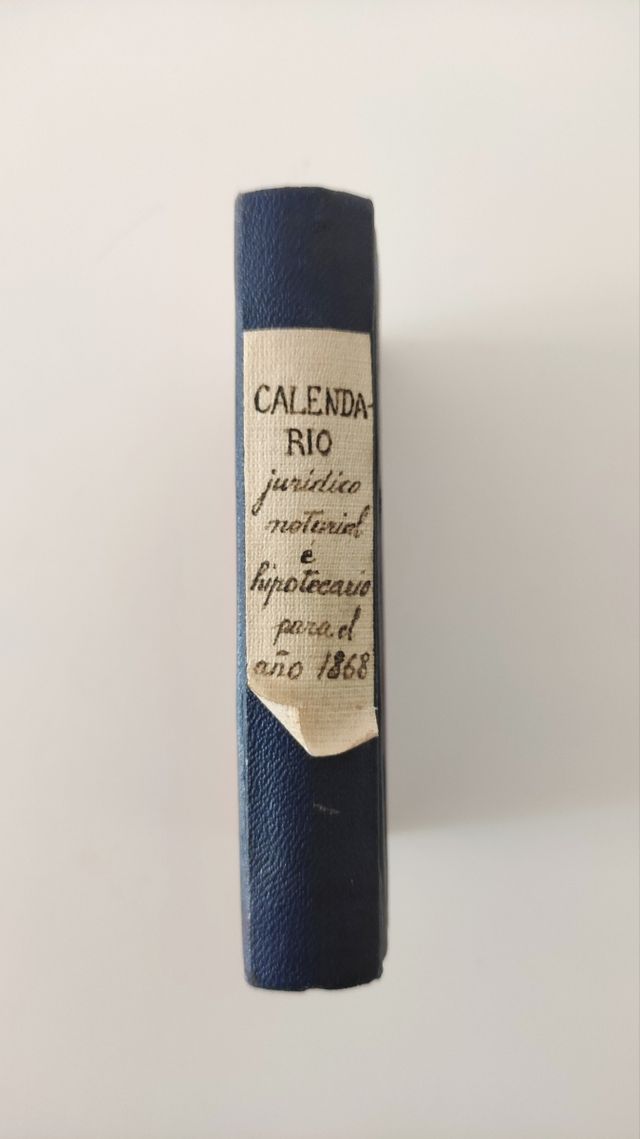 CALENDA-
RIO
jurídico
notarial
é
hipotecario
para el
año 1868